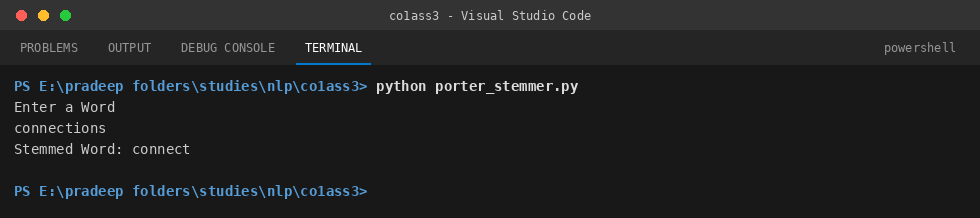 co1ass3 - Visual Studio Code
PROBLEMS OUTPUT DEBUG CONSOLE TERMINAL powershell
PS E:\pradeep folders\studies\nlp\co1ass3> python porter_stemmer.py
Enter a Word
connections
Stemmed Word: connect
PS E:\pradeep folders\studies\nlp\co1ass3>